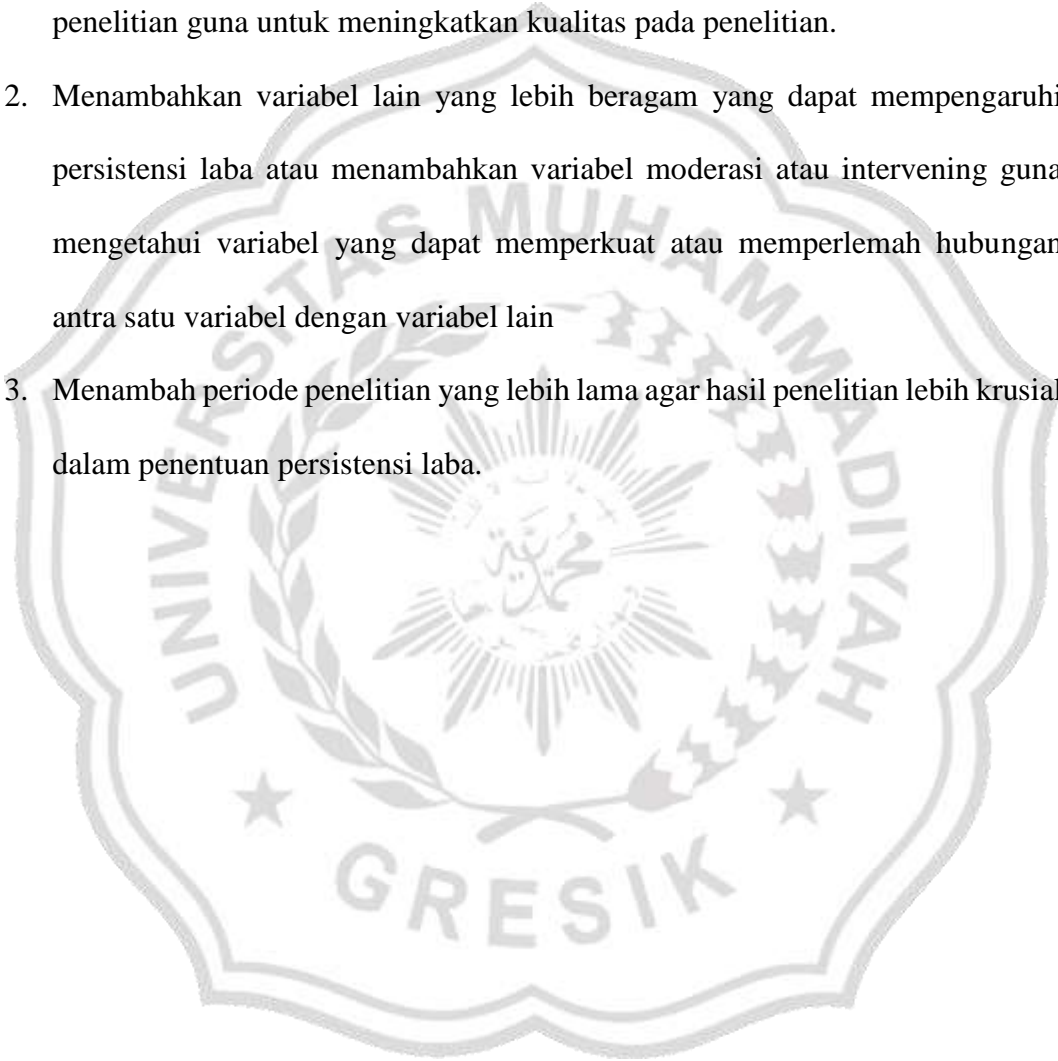 penelitian guna untuk meningkatkan kualitas pada penelitian.
2. Menambahkan variabel lain yang lebih beragam yang dapat mempengaruhi
persistensi laba atau menambahkan variabel moderasi atau intervening guna
mengetahui variabel yang dapat memperkuat atau memperlemah hubungan
antra satu variabel dengan variabel lain
3. Menambah periode penelitian yang lebih lama agar hasil penelitian lebih krusial
dalam penentuan persistensi laba.
UNIVERSITAS MUHAMMADIYAH
GRESIK